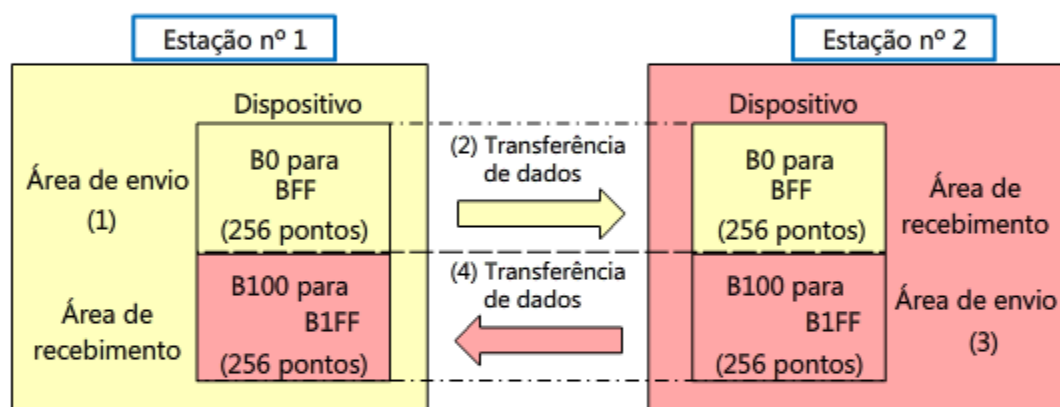 Estação nº 1
Estação nº 2
Dispositivo
Dispositivo
Área de envio
(1)
B0 para
BFF
(256 pontos)
(2) Transferência
de dados
B0 para
BFF
(256 pontos)
Área de
recebimento
Área de
recebimento
B100 para
B1FF
(256 pontos)
(4) Transferência
de dados
B100 para
B1FF
(256 pontos)
Área de envio
(3)